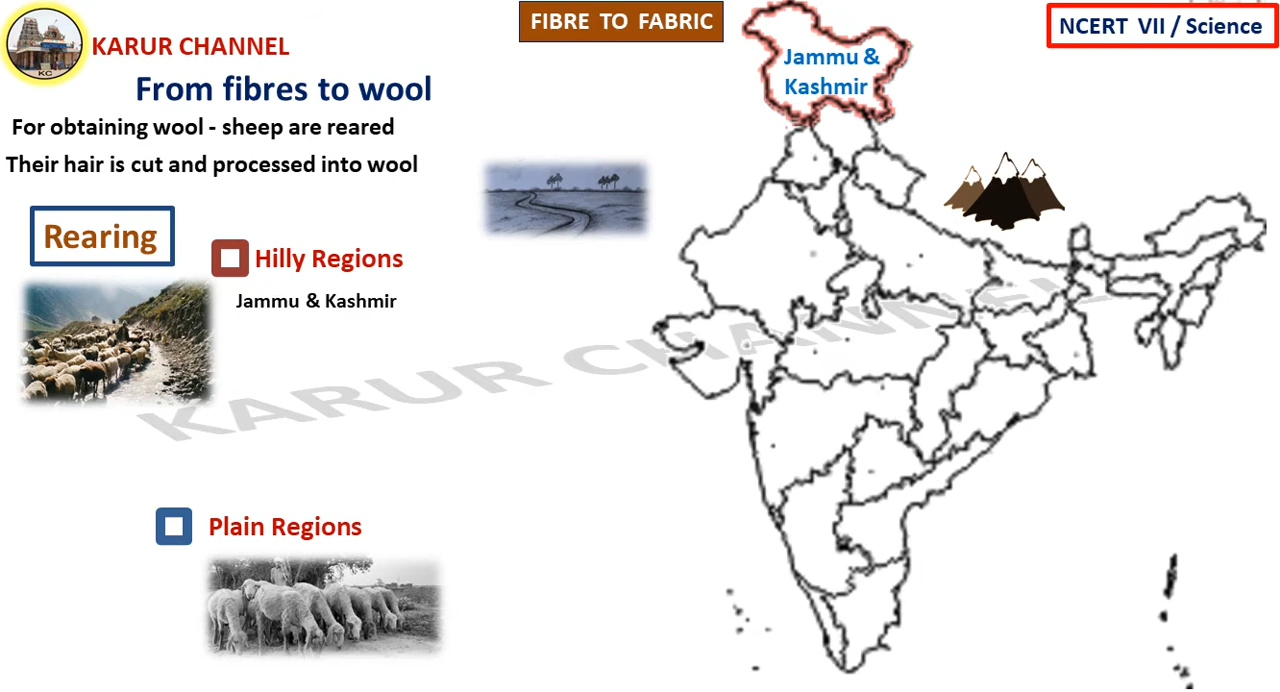 KARUR CHANNEL
KC
FIBRE TO FABRIC
NCERT VII / Science
From fibres to wool
For obtaining wool - sheep are reared
Their hair is cut and processed into wool
Jammu &
Kashmir
Rearing
Hilly Regions
Jammu & Kashmir
KARUR CHANNEL
Plain Regions